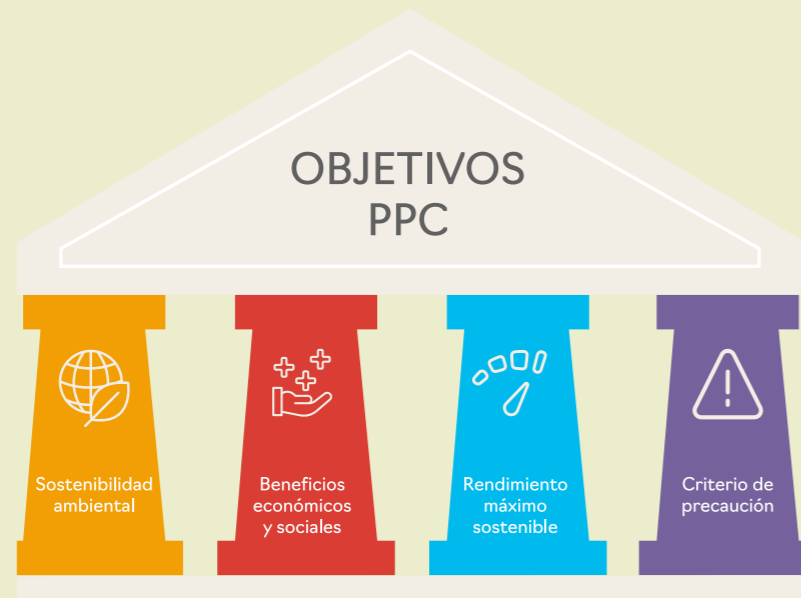 OBJETIVOS
PPC
Sostenibilidad
ambiental
Beneficios
económicos
y sociales
Rendimiento
máximo
sostenible
Criterio de
precaución